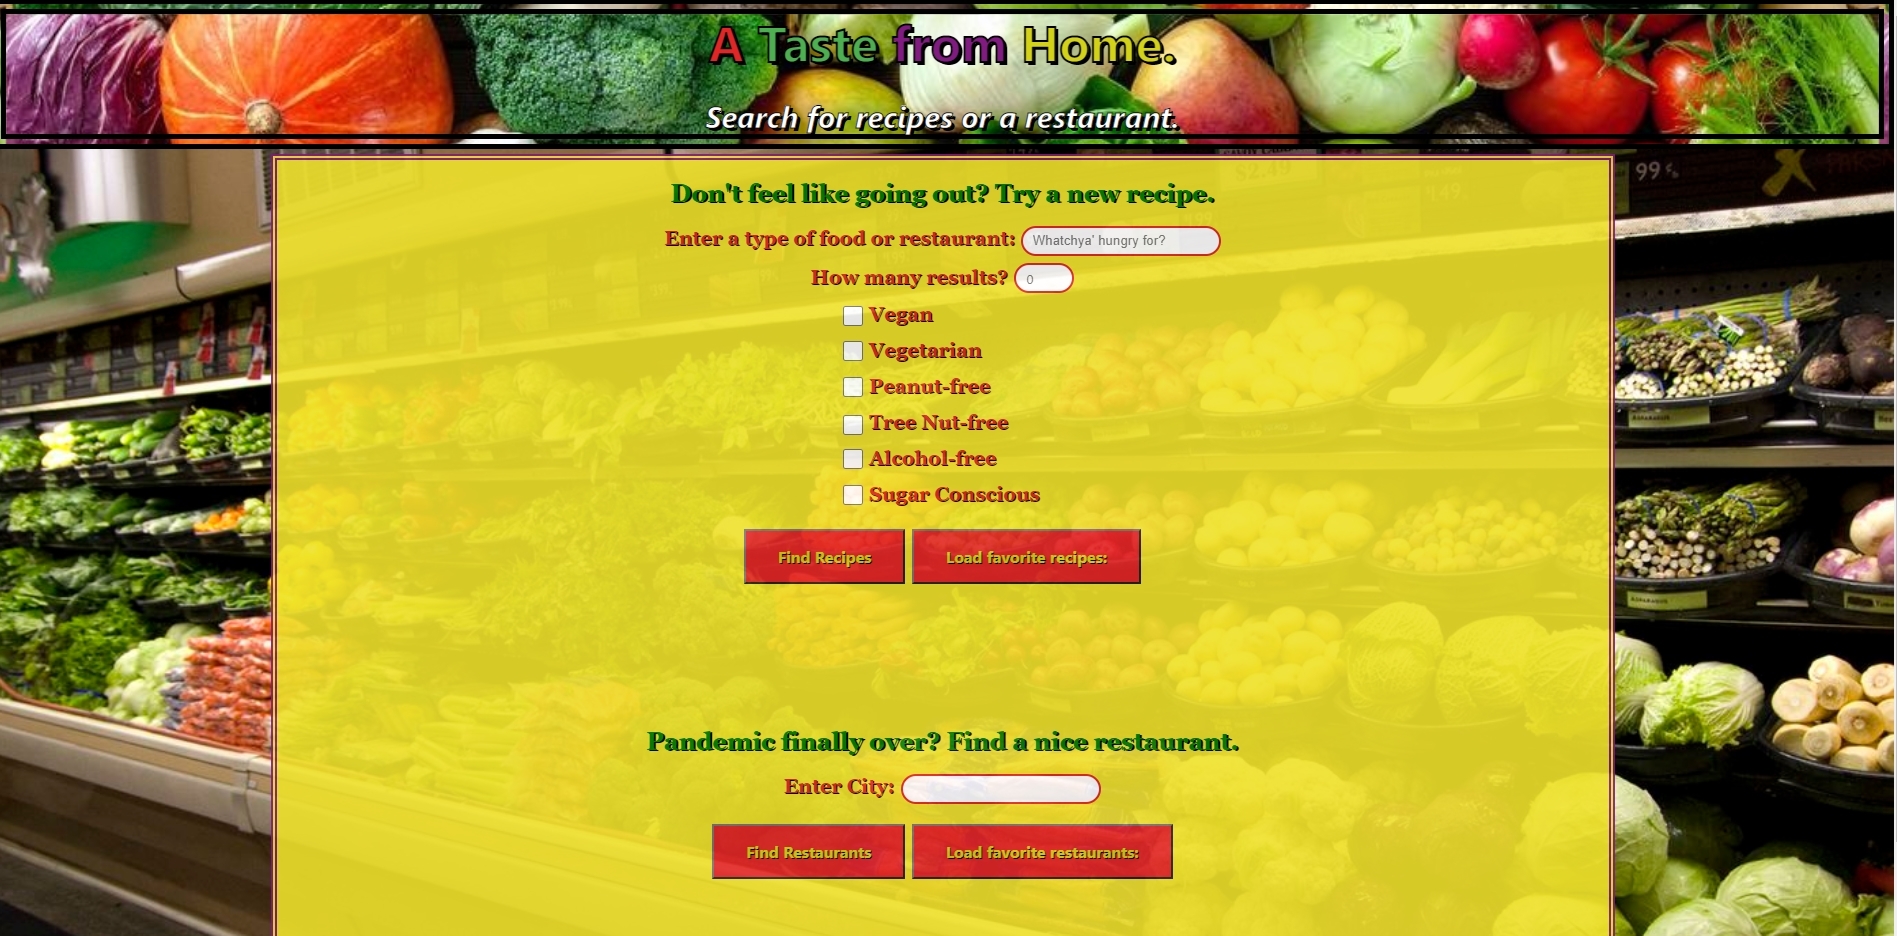 A Taste from Home.
Search for recipes or a restaurant.
$2.49
99
Don't feel like going out? Try a new recipe.
Enter a type of food or restaurant: Whatchya' hungry for?
How many results? 0
Vegan
Vegetarian
Peanut-free
Tree Nut-free
Alcohol-free
Sugar Conscious
Find Recipes Load favorite recipes:
Pandemic finally over? Find a nice restaurant.
Enter City:
Find Restaurants Load favorite restaurants: